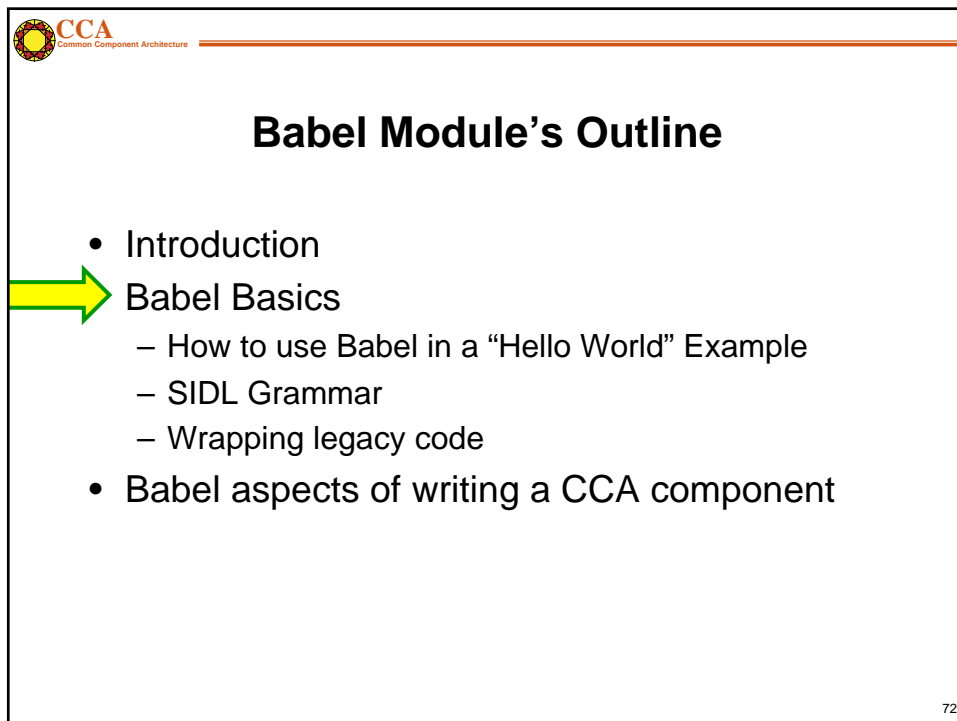 CCA
Common Component Architecture
Babel Module’s Outline
• Introduction
Babel Basics
– How to use Babel in a “Hello World” Example
– SIDL Grammar
– Wrapping legacy code
• Babel aspects of writing a CCA component
72